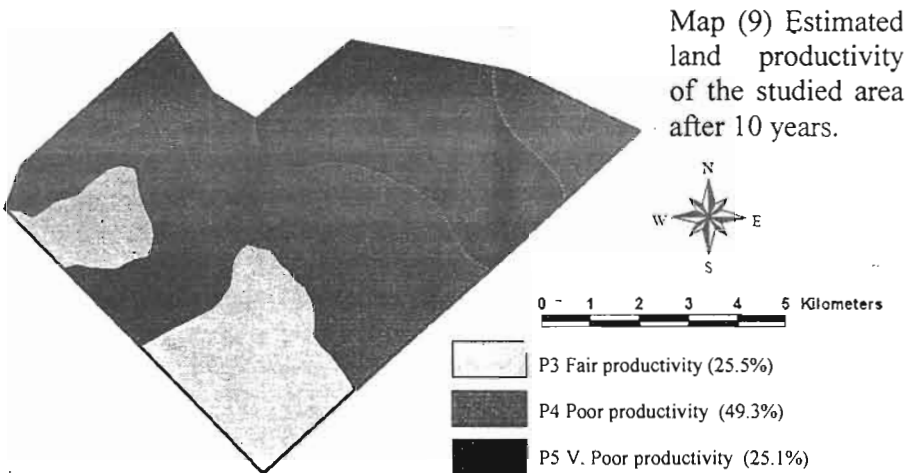 Map (9) Estimated
land productivity
of the studied area
after 10 years.
N
W E
S
0 1 2 3 4 5 Kilometers
P3 Fair productivity (25.5%)
P4 Poor productivity (49.3%)
P5 V. Poor productivity (25.1%)